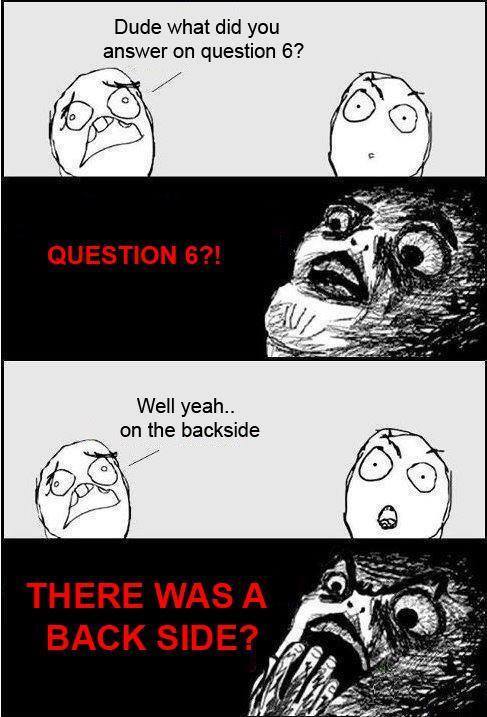 Dude what did you
answer on question 6?
QUESTION 6?!
Well yeah..
on the backside
THERE WAS A
BACK SIDE?